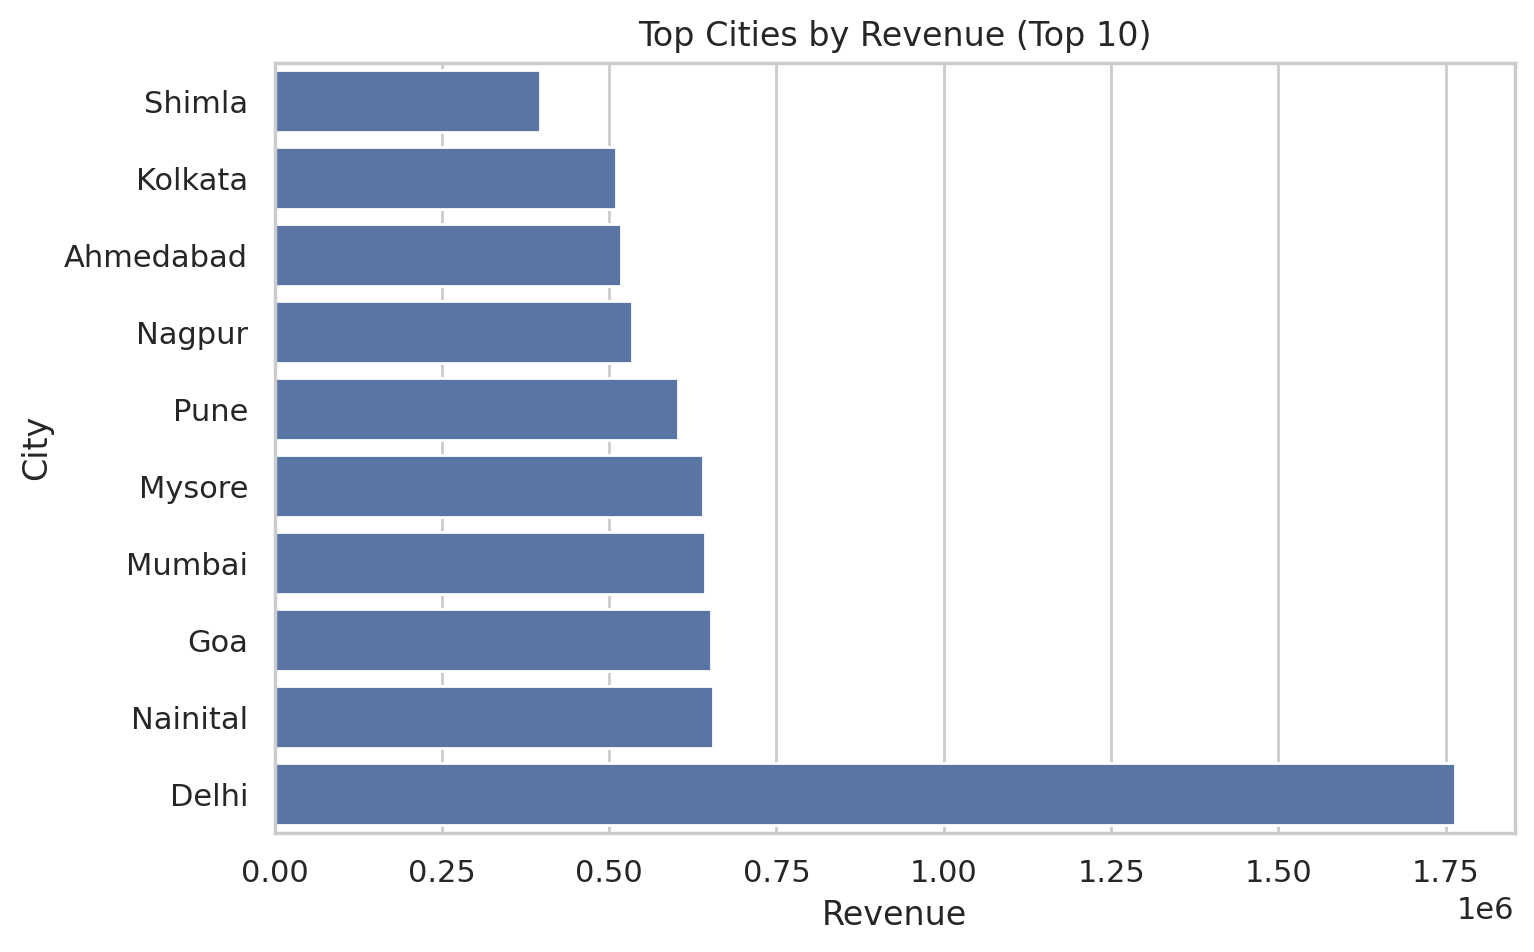 Top Cities by Revenue (Top 10)
City
Shimla
Kolkata
Ahmedabad
Nagpur
Pune
Mysore
Mumbai
Goa
Nainital
Delhi
0.00 0.25 0.50 0.75 1.00 1.25 1.50 1.75
1e6
Revenue